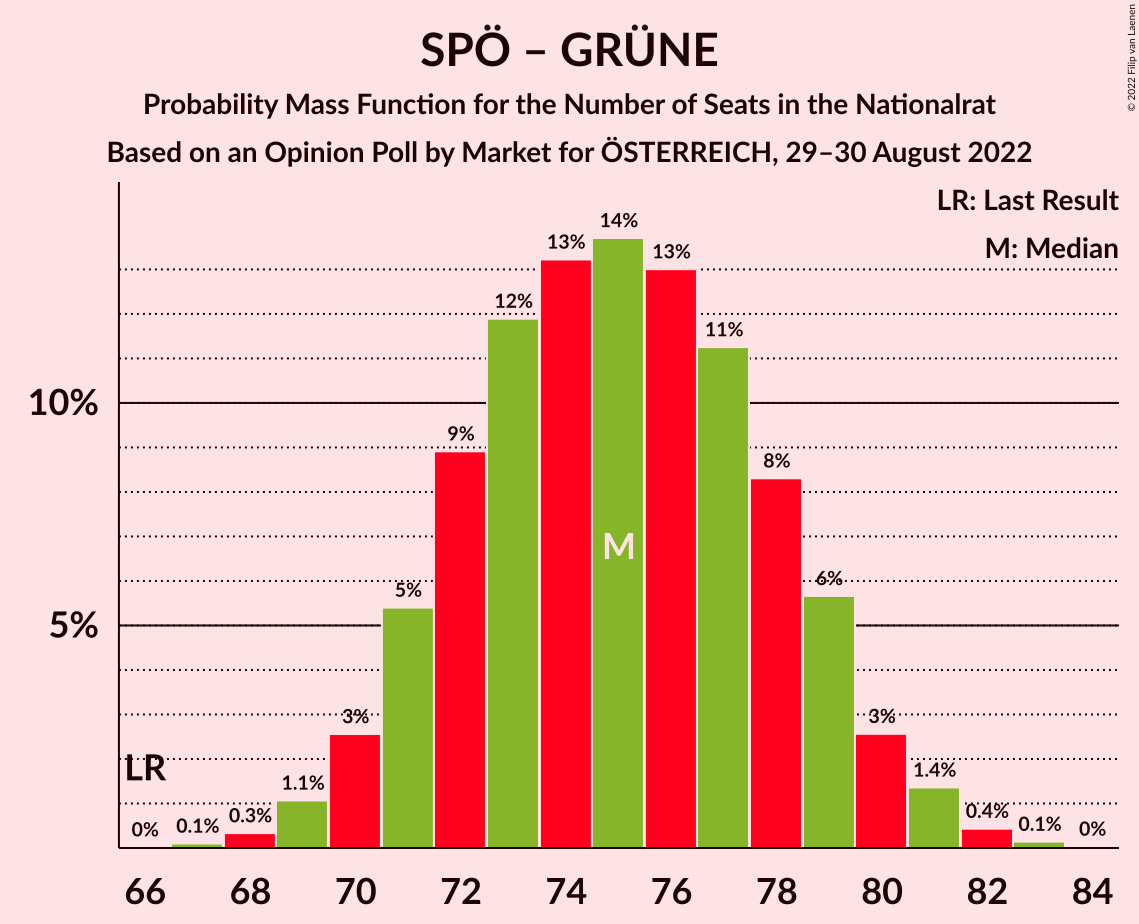 SPÖ – GRÜNE
Probability Mass Function for the Number of Seats in the Nationalrat
Based on an Opinion Poll by Market for ÖSTERREICH, 29–30 August 2022
© 2022 Filip van Laenen
LR: Last Result
M: Median
10%
5%
LR
M
0%
0.1%
0.3%
1.1%
3%
5%
9%
12%
13%
14%
13%
11%
8%
6%
3%
1.4%
0.4%
0.1%
0%
66 68 70 72 74 76 78 80 82 84